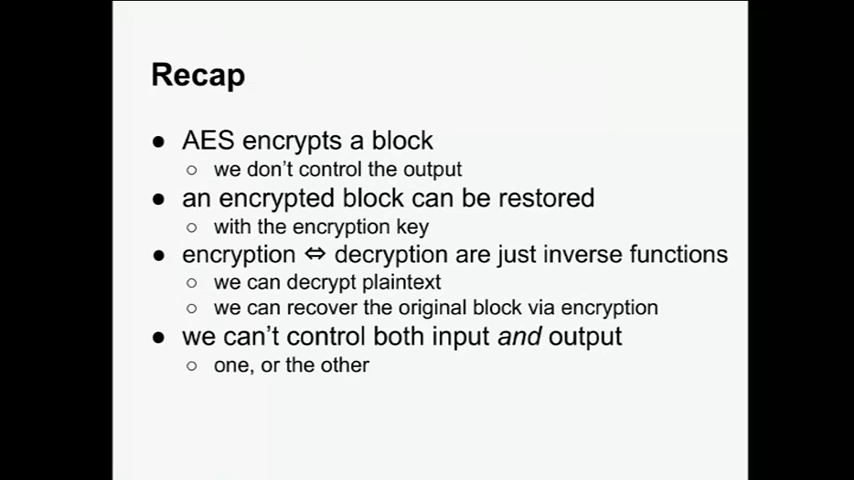 Recap
● AES encrypts a block
○ we don't control the output
● an encrypted block can be restored
○ with the encryption key
● encryption ⇔ decryption are just inverse functions
○ we can decrypt plaintext
○ we can recover the original block via encryption
● we can't control both input and output
○ one, or the other